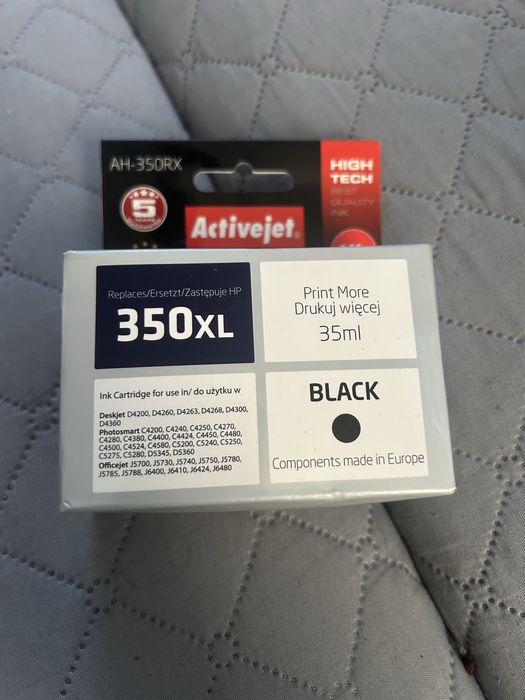 AH-350RX
HIGH
TECH
BEST
QUALITY
INK
5
Activejet
Replaces/Ersetzt/Zastępuje HP
350XL
Print More
Drukuj więcej
35ml
Ink Cartridge for use in/ do użytku w
Deskjet D4200, D4260, D4263, D4268, D4300,
D4360
Photosmart C4200, C4240, C4250, C4270,
C4280, C4380, C4400, C4424, C4450, C4480,
C4500, C4524, C4580, C5200, C5240, C5250,
C5275, C5280, D5345, D5360
Officejet J5700, J5730, J5740, J5750, J5780,
J5785, J5788, J6400, J6410, J6424, J6480
BLACK
Components made in Europe